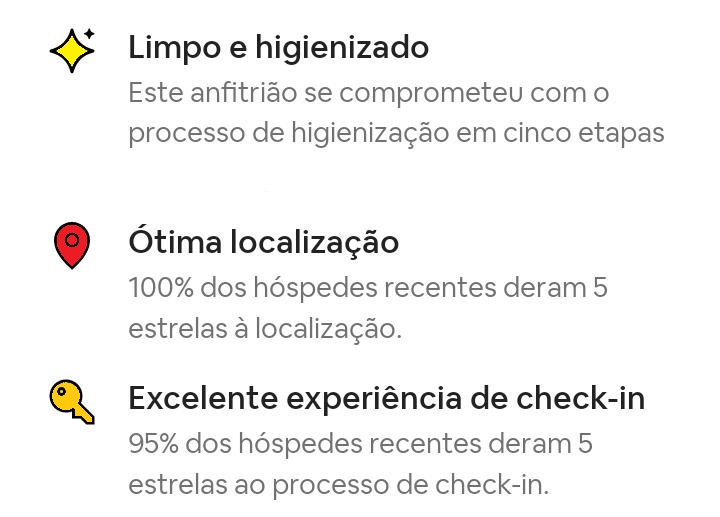 Limpo e higienizado
Este anfitrião se comprometeu com o
processo de higienização em cinco etapas
Ótima localização
100% dos hóspedes recentes deram 5
estrelas à localização.
Excelente experiência de check-in
95% dos hóspedes recentes deram 5
estrelas ao processo de check-in.